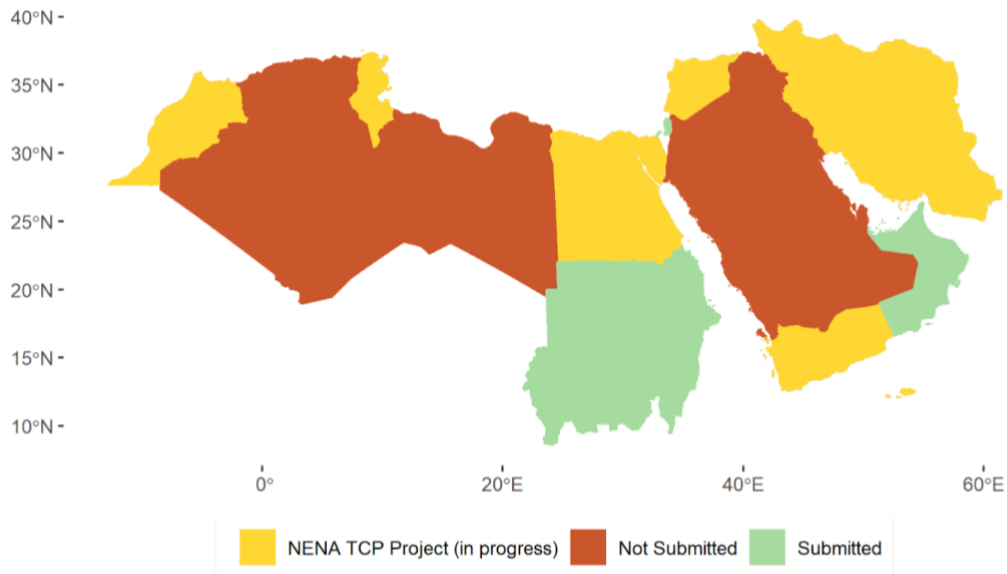 40°N
35°N
30°N
25°N
20°N
15°N
10°N
0°
20°E
40°E
60°E
NENA TCP Project (in progress)
Not Submitted
Submitted